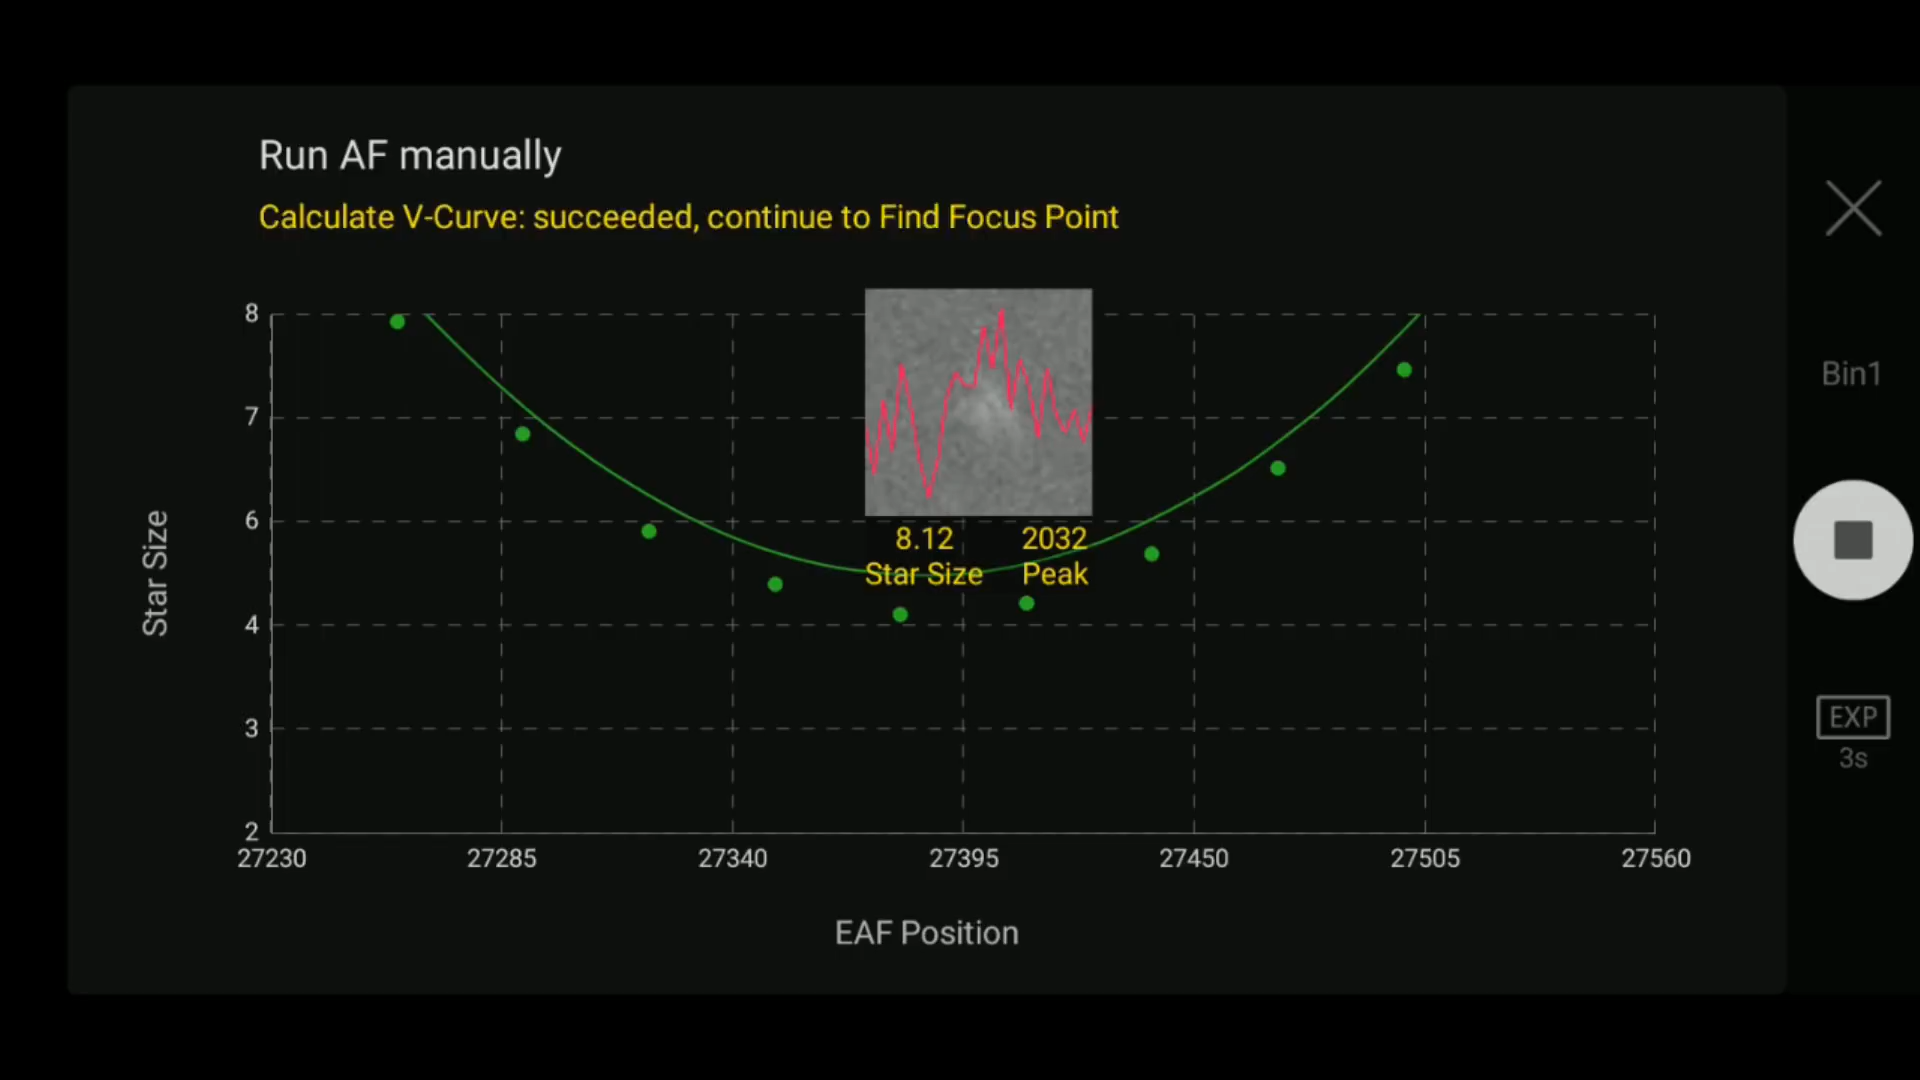 Run AF manually
Calculate V-Curve: succeeded, continue to Find Focus Point
8
7
6
4
3
2
Star Size
8.12 2032
Star Size Peak
27230 27285 27340 27395 27450 27505 27560
EAF Position
Bin1
EXP
3s